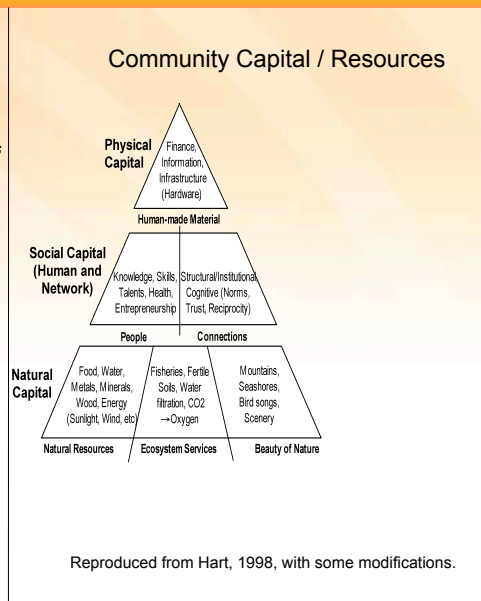 Community Capital / Resources
Physical
Capital
Finance,
Information,
Infrastructure
(Hardware)
Human-made Material
Social Capital
(Human and
Network)
Knowledge, Skills,
Talents, Health,
Entrepreneurship
Structural/Institutional
Cognitive (Norms,
Trust, Reciprocity)
People
Connections
Natural
Capital
Food, Water,
Metals, Minerals,
Wood, Energy
(Sunlight, Wind, etc)
Fisheries, Fertile
Soils, Water
filtration, CO2
→Oxygen
Mountains,
Seashores,
Bird songs,
Scenery
Natural Resources
Ecosystem Services
Beauty of Nature
Reproduced from Hart, 1998, with some modifications.